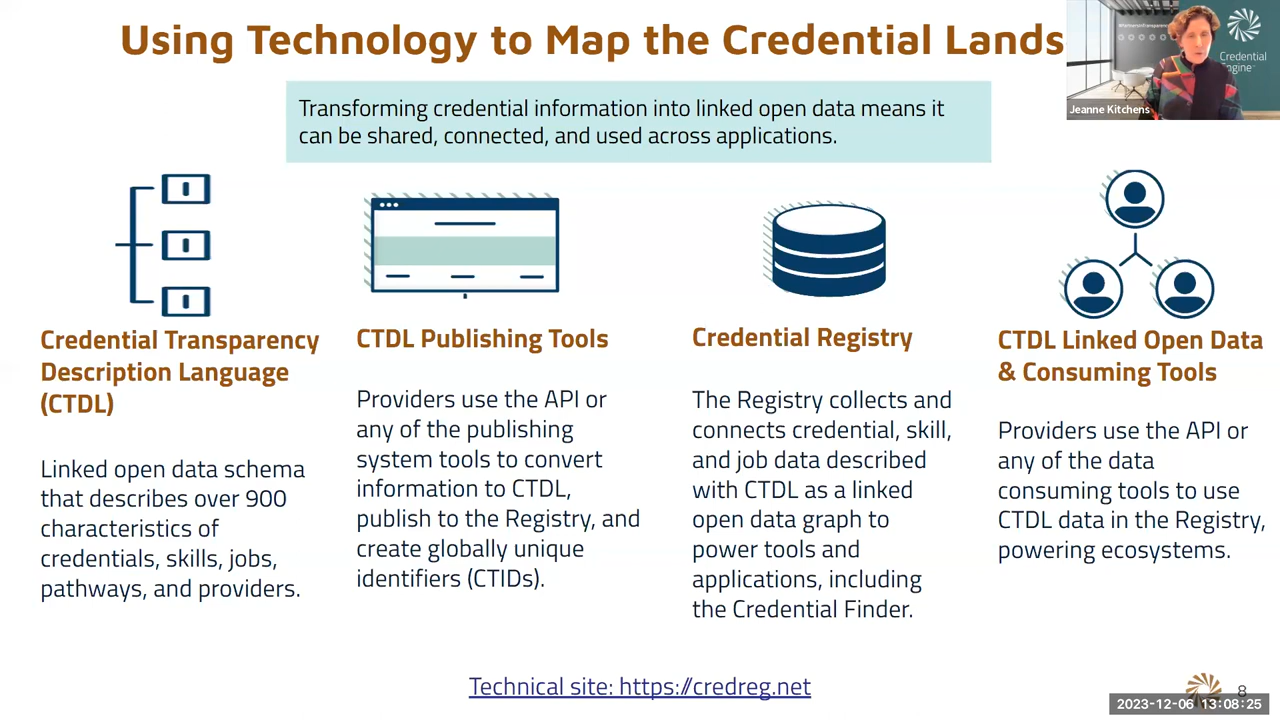 Using Technology to Map the Credential Lands
Credential
Engine
Jeanne Kitchens
Transforming credential information into linked open data means it
can be shared, connected, and used across applications.
Credential Transparency
Description Language
(CTDL)
Linked open data schema
that describes over 900
characteristics of
credentials, skills, jobs,
pathways, and providers.
CTDL Publishing Tools
Providers use the API or
any of the publishing
system tools to convert
information to CTDL,
publish to the Registry, and
create globally unique
identifiers (CTIDs).
Credential Registry
The Registry collects and
connects credential, skill,
and job data described
with CTDL as a linked
open data graph to
power tools and
applications, including
the Credential Finder.
CTDL Linked Open Data
& Consuming Tools
Providers use the API or
any of the data
consuming tools to use
CTDL data in the Registry,
powering ecosystems.
Technical site: https://credreg.net
8
2023-12-06 13:08:25